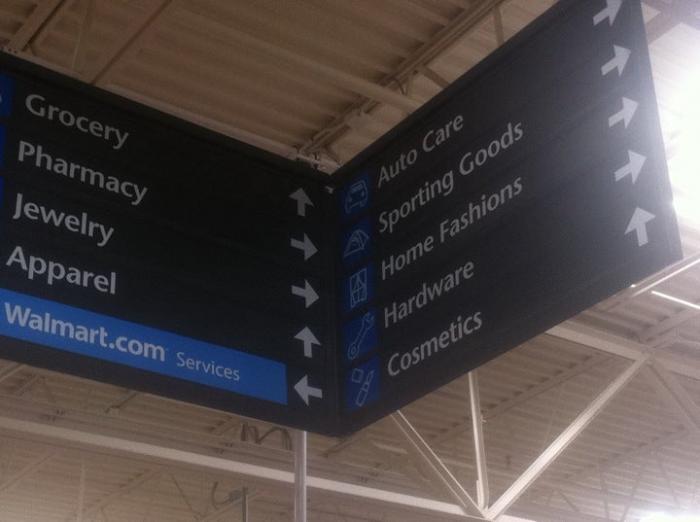 Grocery
Pharmacy
Jewelry
Apparel
Walmart.com Services
Auto Care
Sporting Goods
Home Fashions
Hardware
Cosmetics